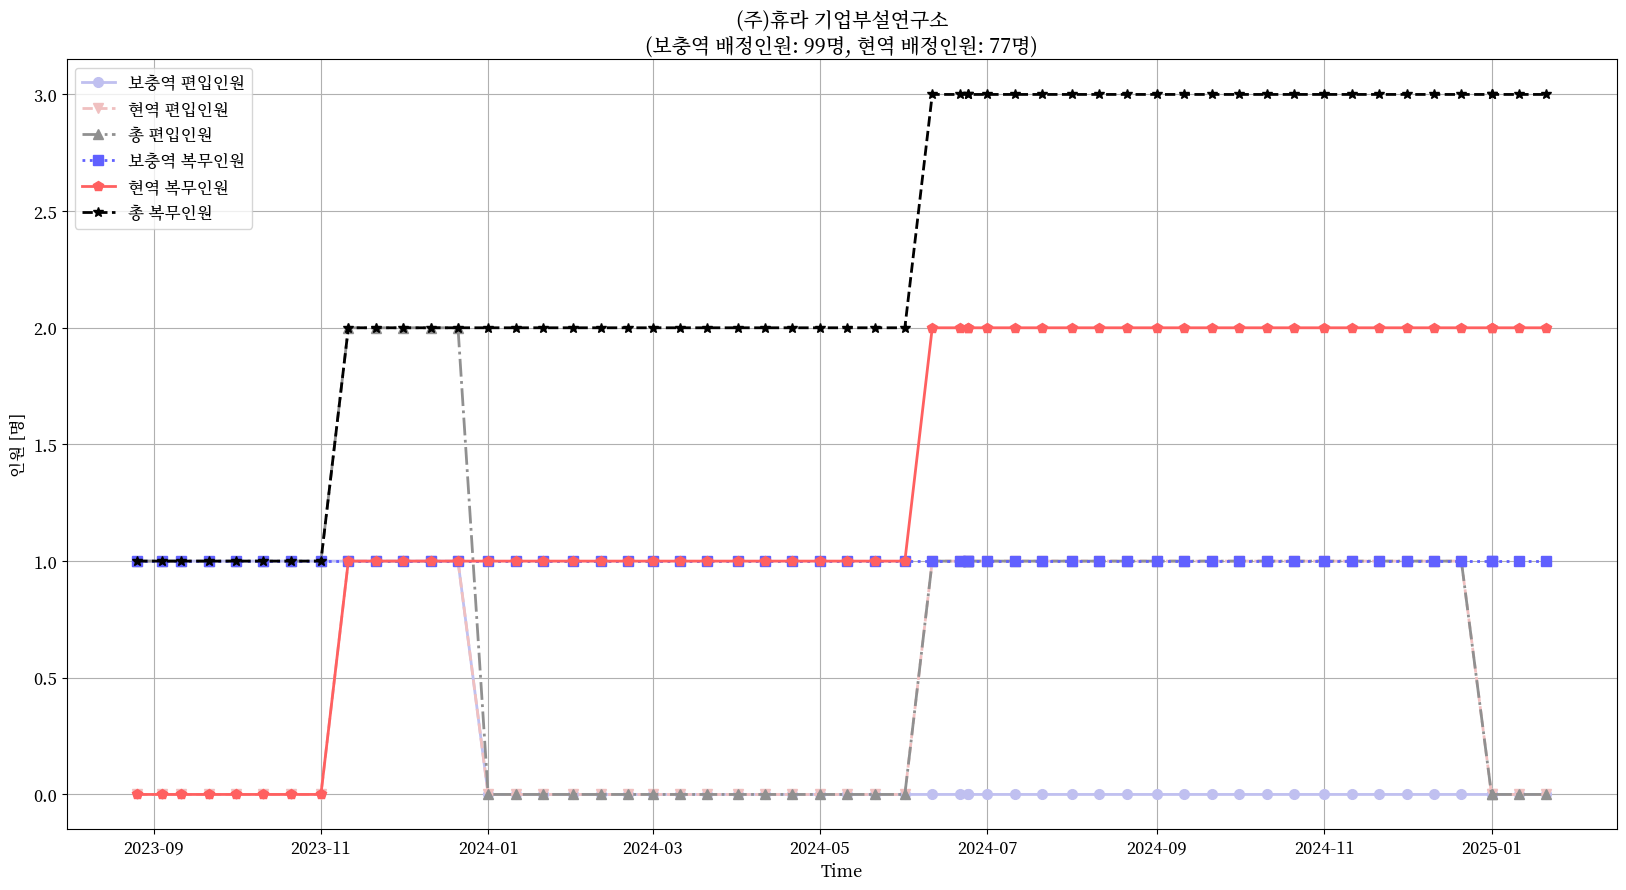 (주)휴라 기업부설연구소
(보충역 배정인원: 99명, 현역 배정인원: 77명)
보충역 편입인원
현역 편입인원
총 편입인원
보충역 복무인원
현역 복무인원
총 복무인원
3.0
2.5
2.0
1.5
1.0
0.5
0.0
인원 [명]
2023-09 2023-11 2024-01 2024-03 2024-05 2024-07 2024-09 2024-11 2025-01
Time